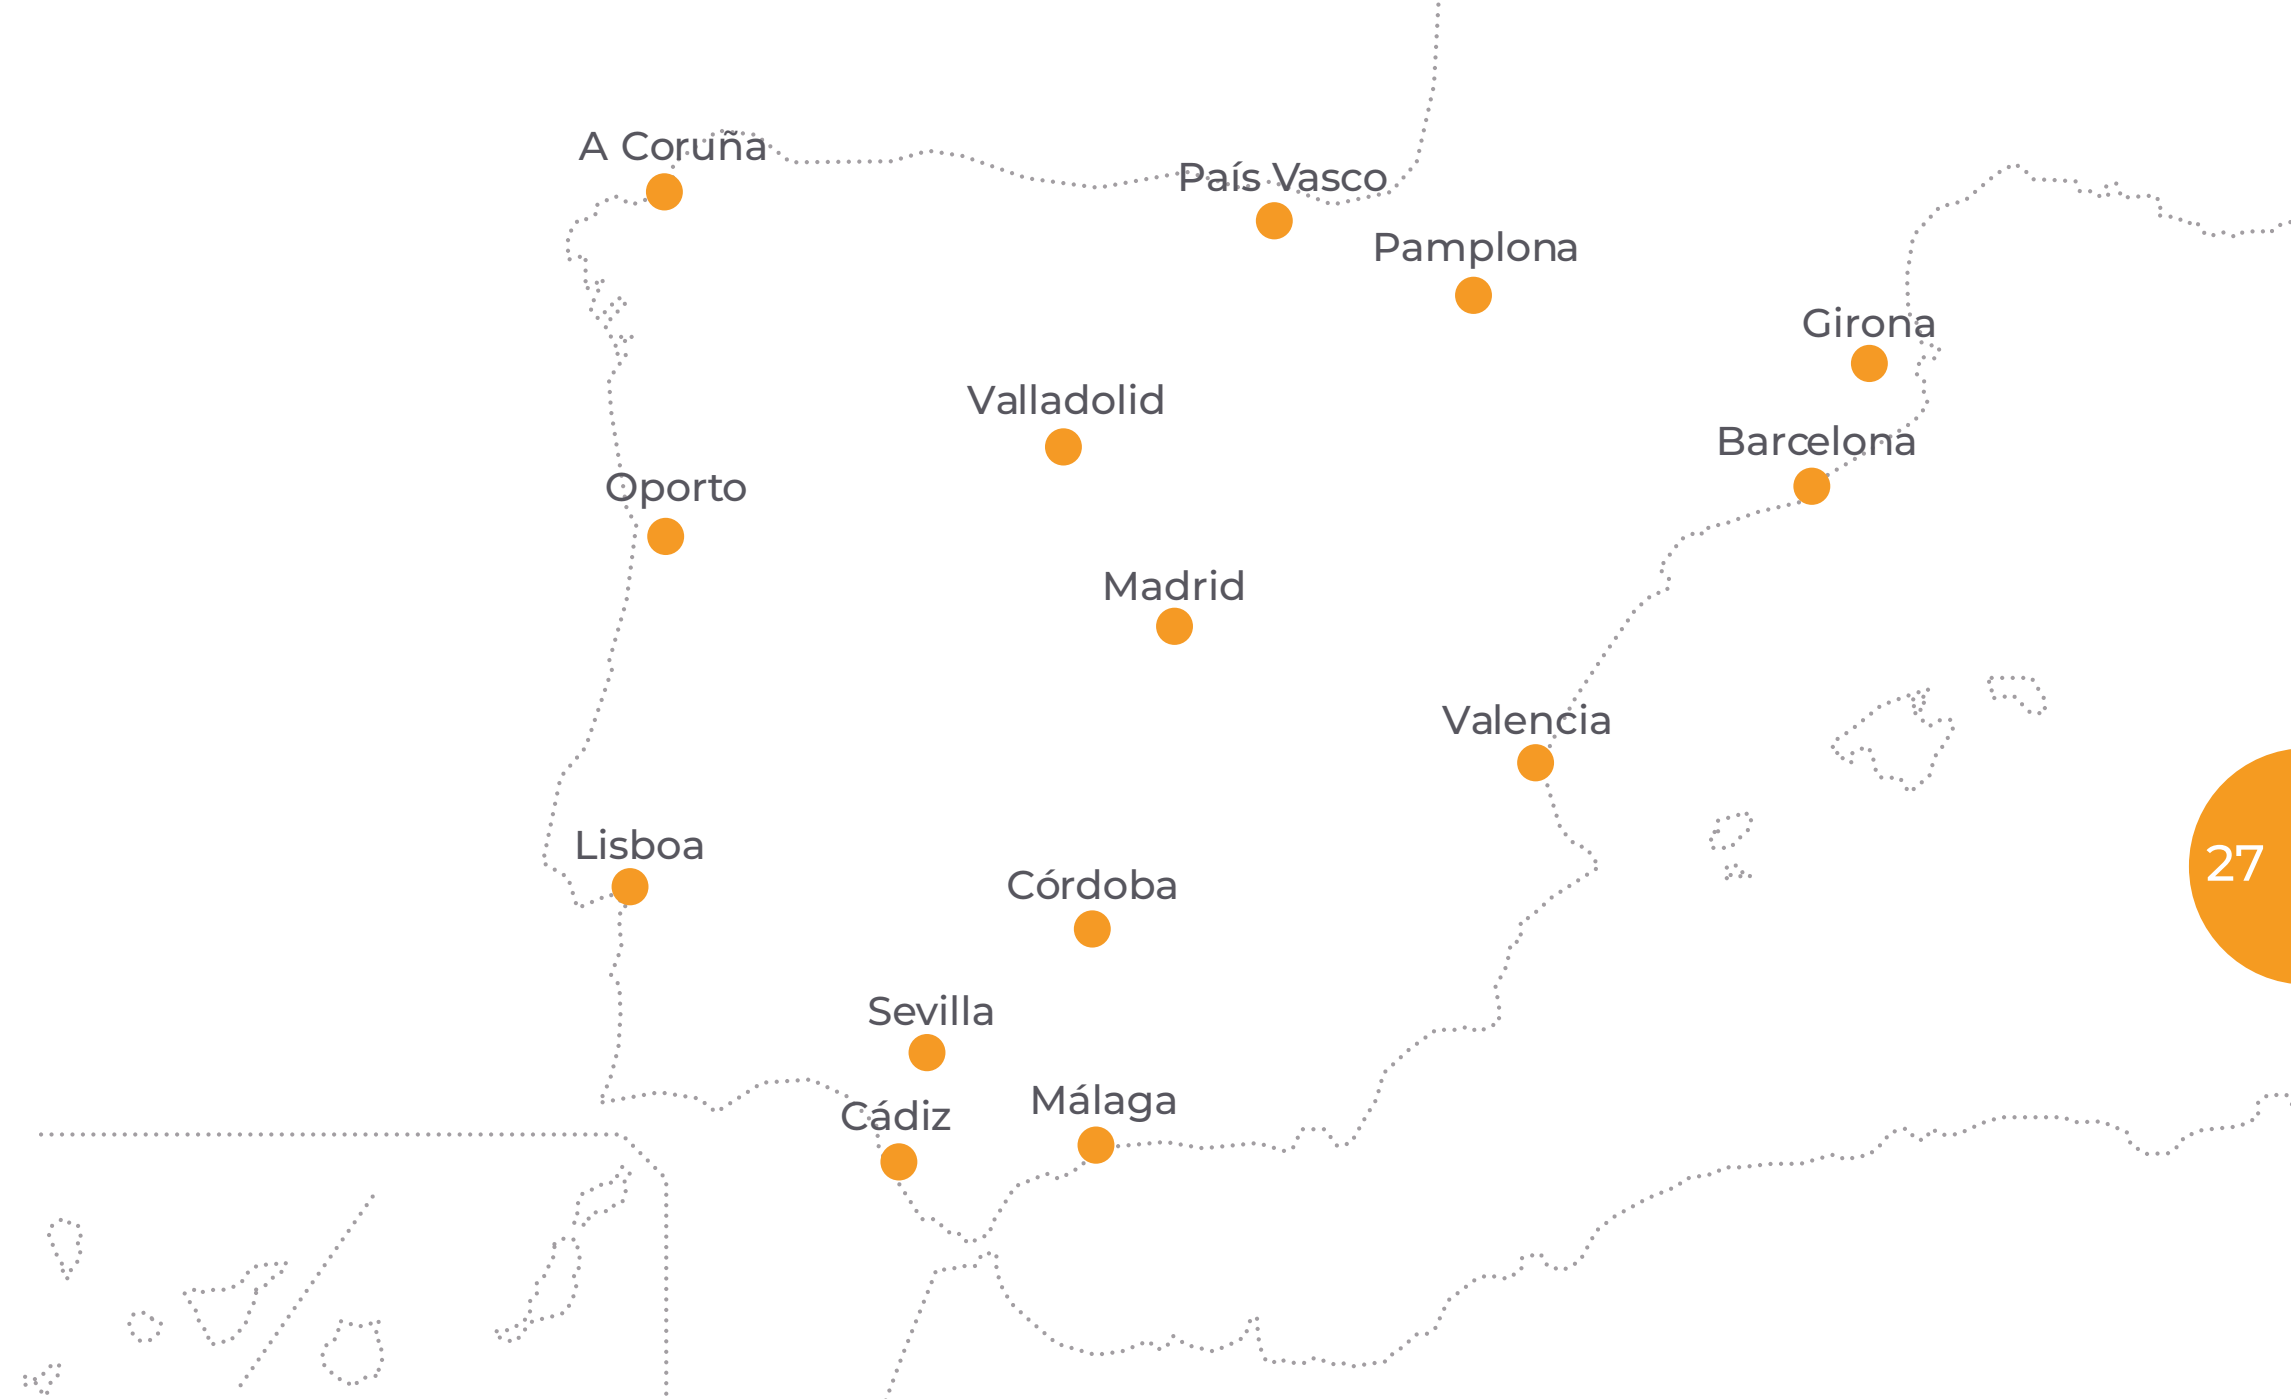 A Coruña
País Vasco
Pamplona
Girona
Valladolid
Barcelona
Oporto
Madrid
Valencia
Lisboa
27
Córdoba
Sevilla
Málaga
Cádiz